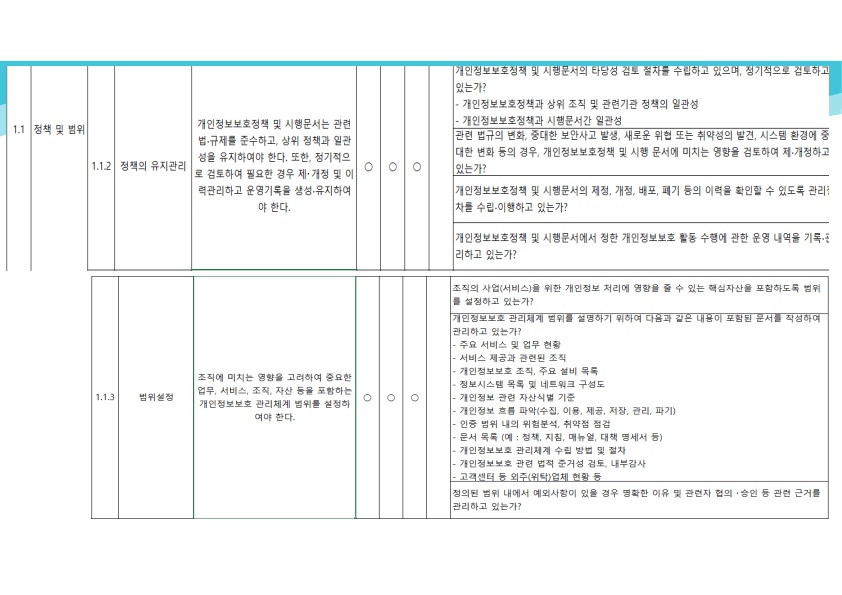 개인정보보호정책 및 시행문서의 타당성 검토 절차를 수립하고 있으며, 정기적으로 검토하고
있는가?
- 개인정보보호정책과 상위 조직 및 관련기관 정책의 일관성
- 개인정보보호정책과 시행문서간 일관성
1.1 정책 및 범위
1.1.2 정책의 유지관리
개인정보보호정책 및 시행문서는 관련
법·규제를 준수하고, 상위 정책과 일관
성을 유지하여야 한다. 또한, 정기적으
로 검토하여 필요한 경우 제·개정 및 이
력관리하고 운영기록을 생성·유지하여
야 한다.
○ ○ ○
관련 법규의 변화, 중대한 보안사고 발생, 새로운 위협 또는 취약성의 발견, 시스템 환경에 중
대한 변화 등의 경우, 개인정보보호정책 및 시행 문서에 미치는 영향을 검토하여 제·개정하고
있는가?
개인정보보호정책 및 시행문서의 제정, 개정, 배포, 폐기 등의 이력을 확인할 수 있도록 관리
차를 수립·이행하고 있는가?
개인정보보호정책 및 시행문서에서 정한 개인정보보호 활동 수행에 관한 운영 내역을 기록·
리하고 있는가?
1.1.3 범위설정
조직에 미치는 영향을 고려하여 중요한
업무, 서비스, 조직, 자산 등을 포함하는
개인정보보호 관리체계 범위를 설정하
여야 한다.
○ ○ ○
조직의 사업(서비스)을 위한 개인정보 처리에 영향을 줄 수 있는 핵심자산을 포함하도록 범위
를 설정하고 있는가?
개인정보보호 관리체계 범위를 설명하기 위하여 다음과 같은 내용이 포함된 문서를 작성하여
관리하고 있는가?
- 주요 서비스 및 업무 현황
- 서비스 제공과 관련된 조직
- 개인정보보호 조직, 주요 설비 목록
- 정보시스템 목록 및 네트워크 구성도
- 개인정보 관련 자산식별 기준
- 개인정보 흐름 파악(수집, 이용, 제공, 저장, 관리, 파기)
- 인증 범위 내의 위험분석, 취약점 점검
- 문서 목록 (예 : 정책, 지침, 매뉴얼, 대책 명세서 등)
- 개인정보보호 관리체계 수립 방법 및 절차
- 개인정보보호 관련 법적 준거성 검토, 내부감사
- 고객센터 등 외주(위탁)업체 현황 등
정의된 범위 내에서 예외사항이 있을 경우 명확한 이유 및 관련자 협의 ·승인 등 관련 근거를
관리하고 있는가?